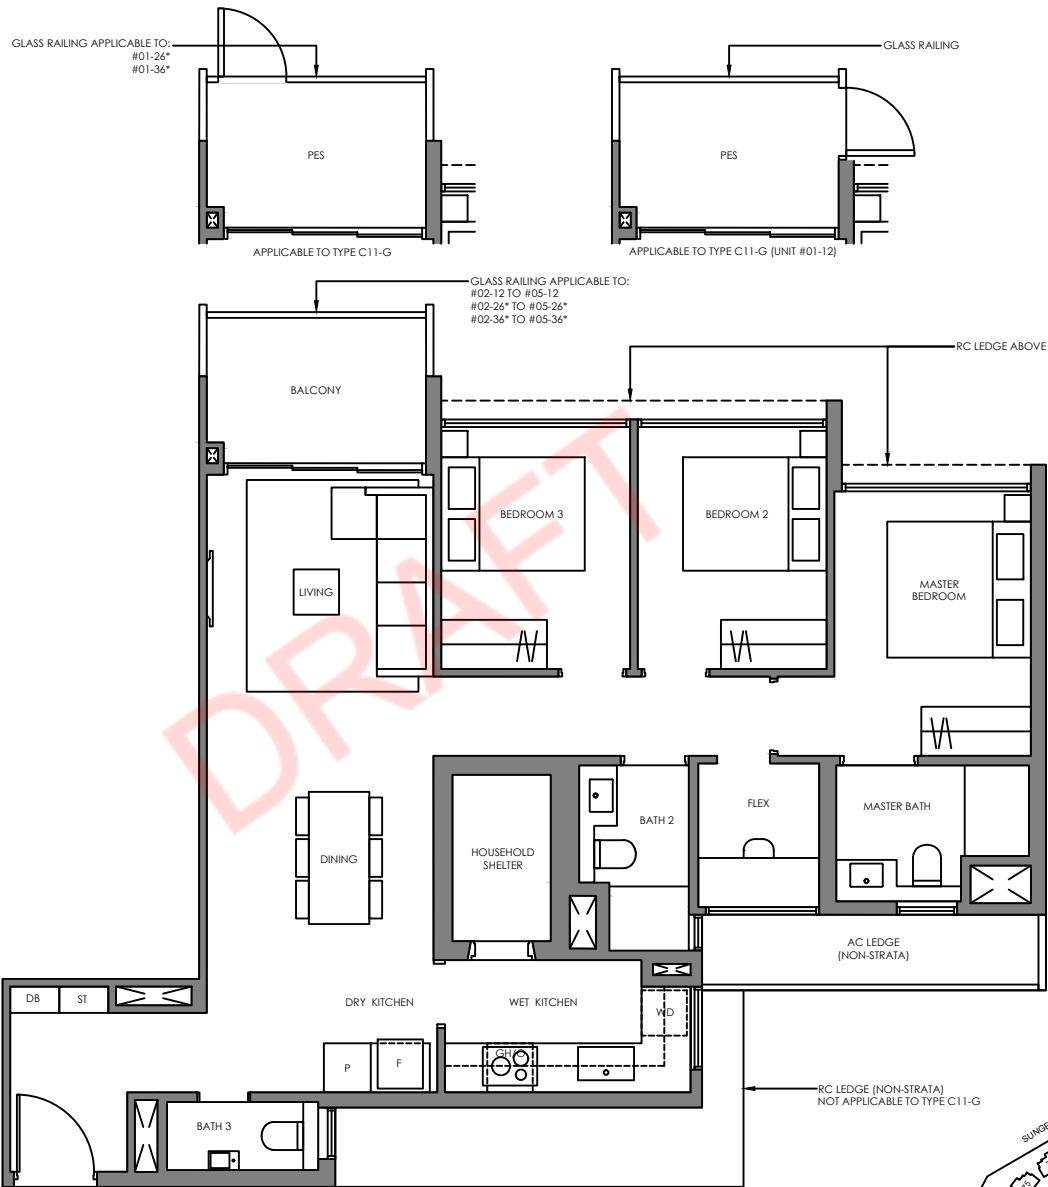 GLASS RAILING APPLICABLE TO:
#01-26*
#01-36*
GLASS RAILING
PES
PES
APPLICABLE TO TYPE C11-G
APPLICABLE TO TYPE C11-G (UNIT #01-12)
GLASS RAILING APPLICABLE TO:
#02-12 TO #05-12
#02-26* TO #05-26*
#02-36* TO #05-36*
RC LEDGE ABOVE
BALCONY
BEDROOM 3
BEDROOM 2
MASTER
BEDROOM
LIVING
DRAFT
DINING
HOUSEHOLD
SHELTER
BATH 2
FLEX
MASTER BATH
AC LEDGE
(NON-STRATA)
DB
ST
DRY KITCHEN
WET KITCHEN
WD
P
F
GH/O
RC LEDGE (NON-STRATA)
NOT APPLICABLE TO TYPE C11-G
BATH 3
SUNGE